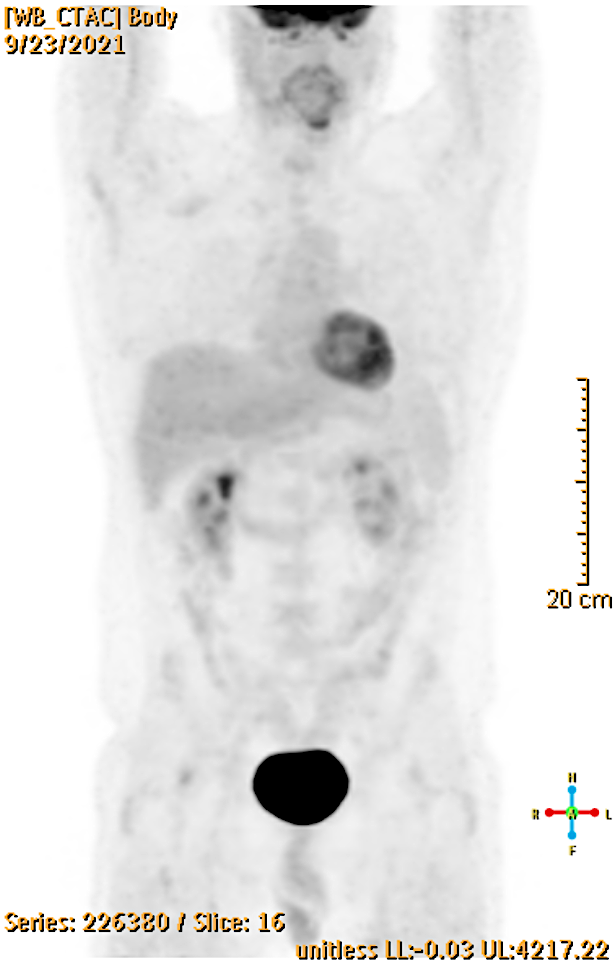 [WB_CTAC] Body
9/23/2021
20 cm
H
R A L
F
Series: 226380 / Slice: 16
unitless LL:-0.03 UL:4217.22